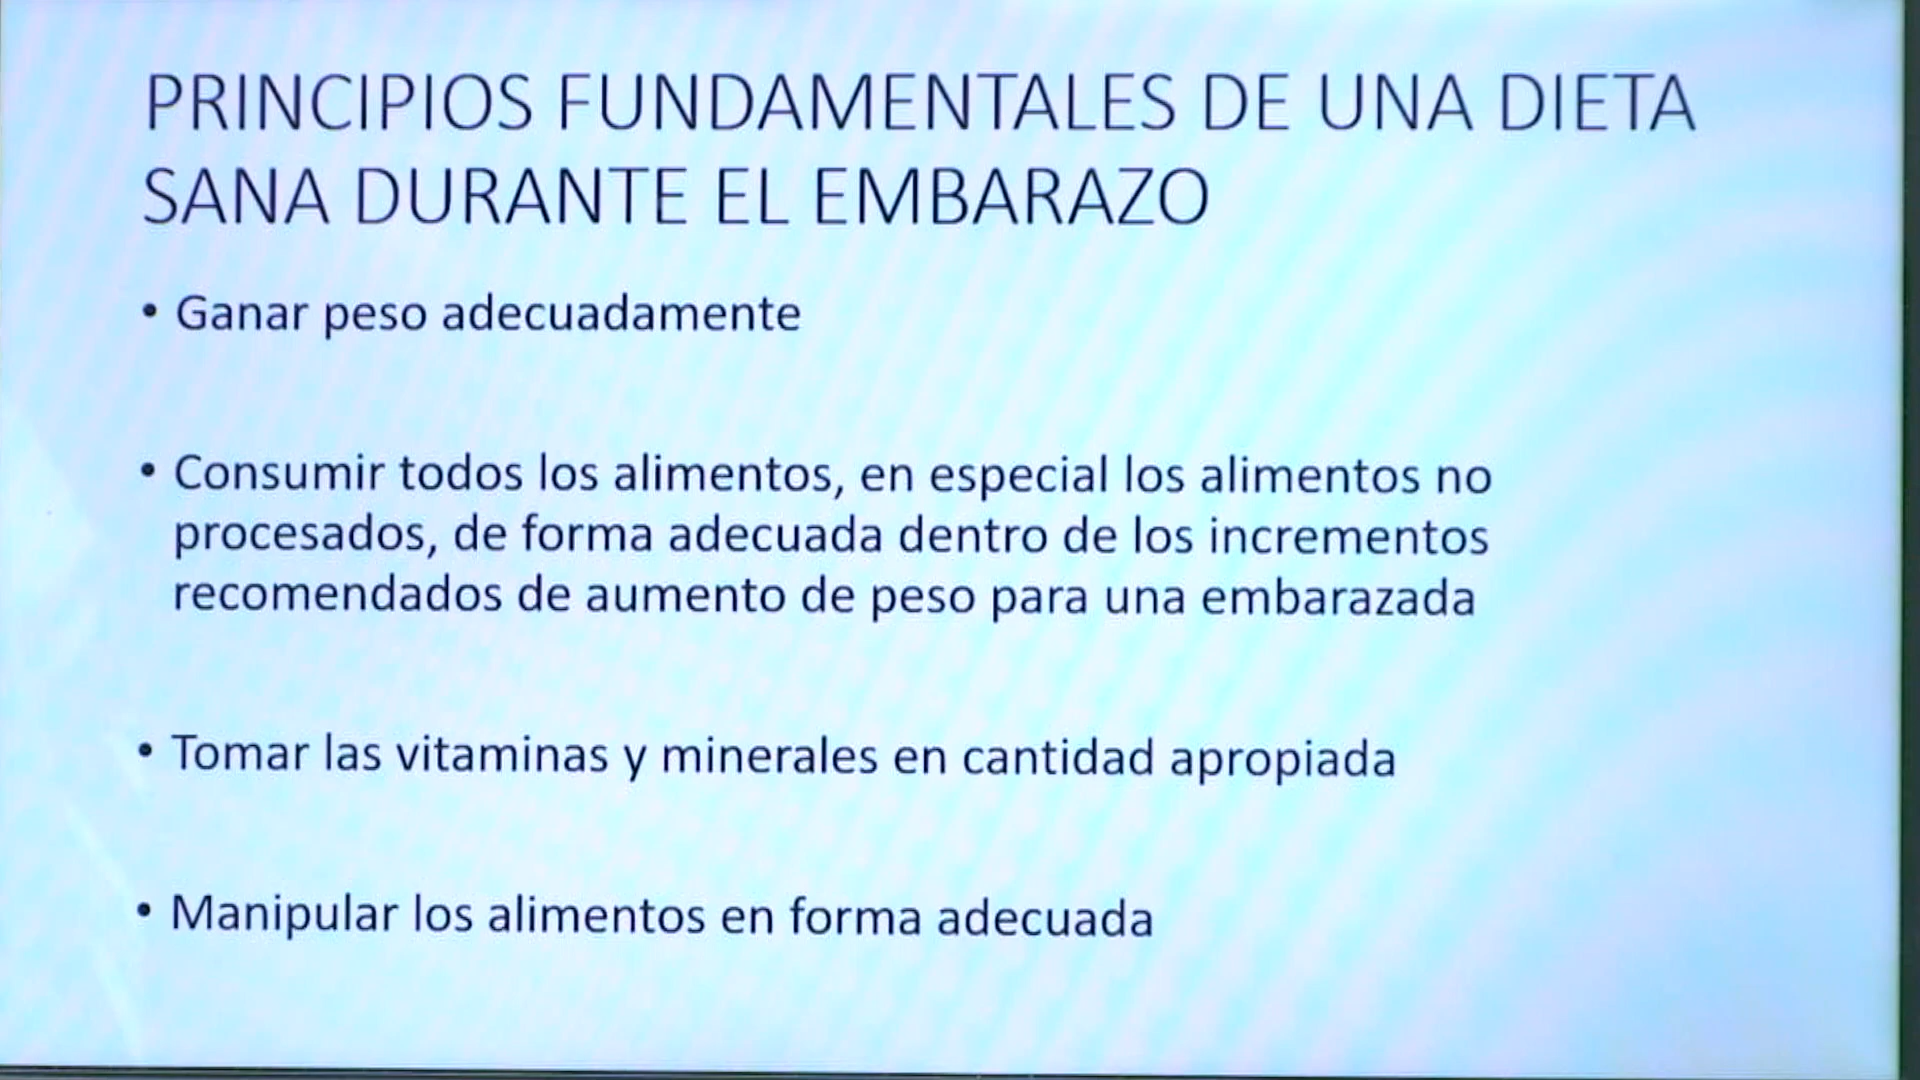 PRINCIPIOS FUNDAMENTALES DE UNA DIETA
SANA DURANTE EL EMBARAZO
• Ganar peso adecuadamente
• Consumir todos los alimentos, en especial los alimentos no
procesados, de forma adecuada dentro de los incrementos
recomendados de aumento de peso para una embarazada
• Tomar las vitaminas y minerales en cantidad apropiada
• Manipular los alimentos en forma adecuada